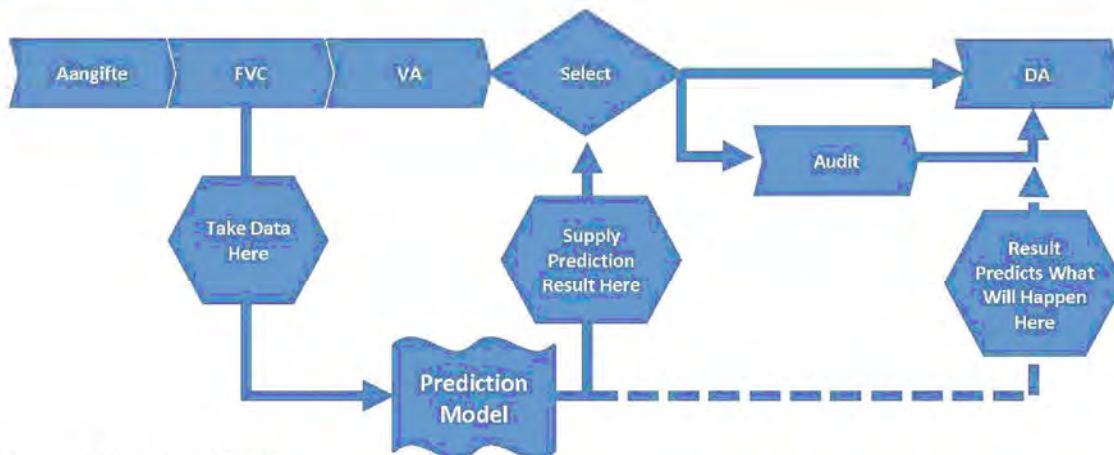 Aangifte
FVC
VA
Select
DA
Audit
Take Data
Here
Supply
Prediction
Result Here
Result
Predicts What
Will Happen
Here
Prediction
Model